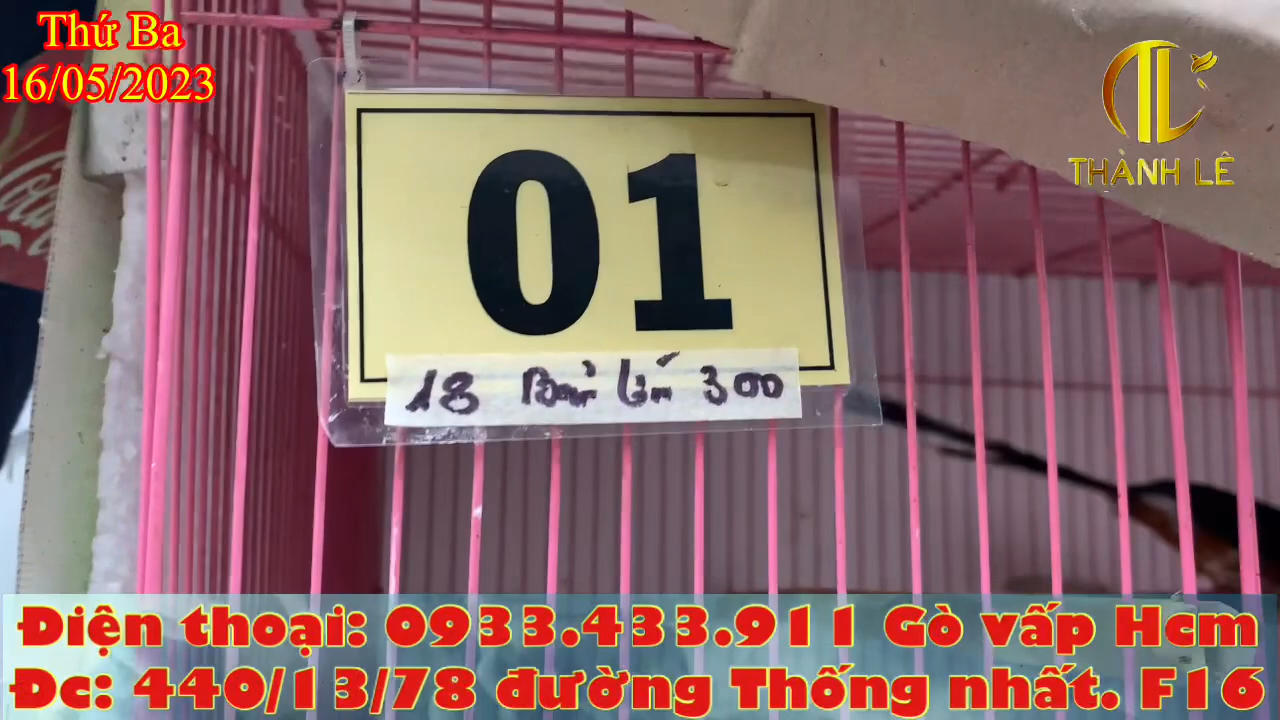 Thứ Ba
16/05/2023
THÀNH LÊ
01
18 300
Điện thoại: 0933.433.911 Gò vấp Hcm
Đc: 440/13/78 đường Thống nhất. F16